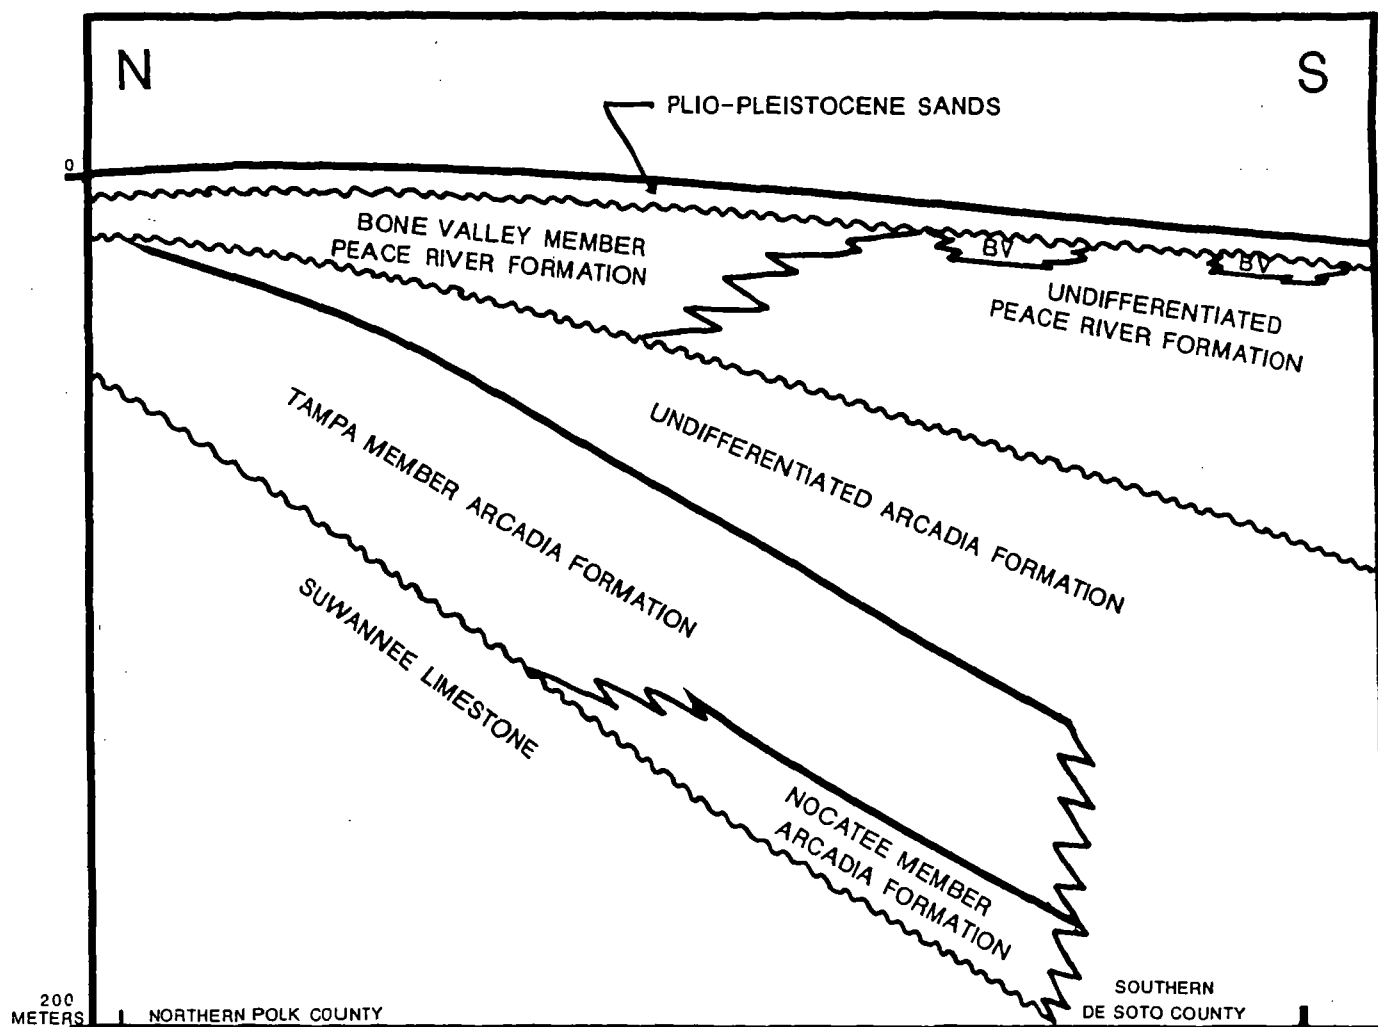 N
S
PLIO-PLEISTOCENE SANDS
0
BONE VALLEY MEMBER
PEACE RIVER FORMATION
BV
BV
UNDIFFERENTIATED
PEACE RIVER FORMATION
TAMPA MEMBER ARCADIA FORMATION
UNDIFFERENTIATED ARCADIA FORMATION
SUWANNEE LIMESTONE
NOCATEE MEMBER
ARCADIA FORMATION
200
METERS
NORTHERN POLK COUNTY
SOUTHERN
DE SOTO COUNTY